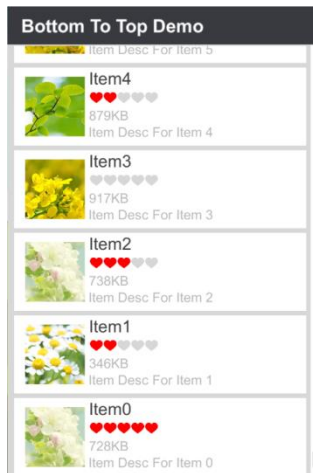 Bottom To Top Demo
Item Desc For Item 5
Item4
879KB
Item Desc For Item 4
Item3
917KB
Item Desc For Item 3
Item2
738KB
Item Desc For Item 2
Item1
346KB
Item Desc For Item 1
Item0
728KB
Item Desc For Item 0